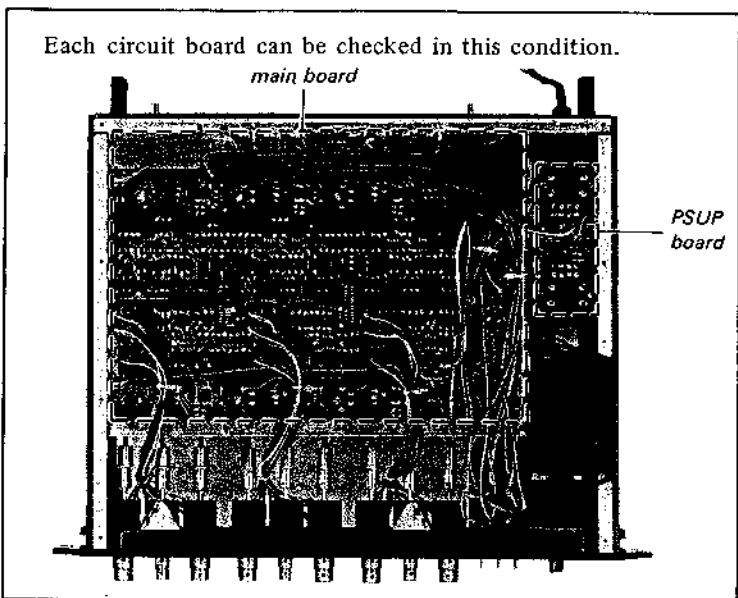 Each circuit board can be checked in this condition.
main board
PSUP
board